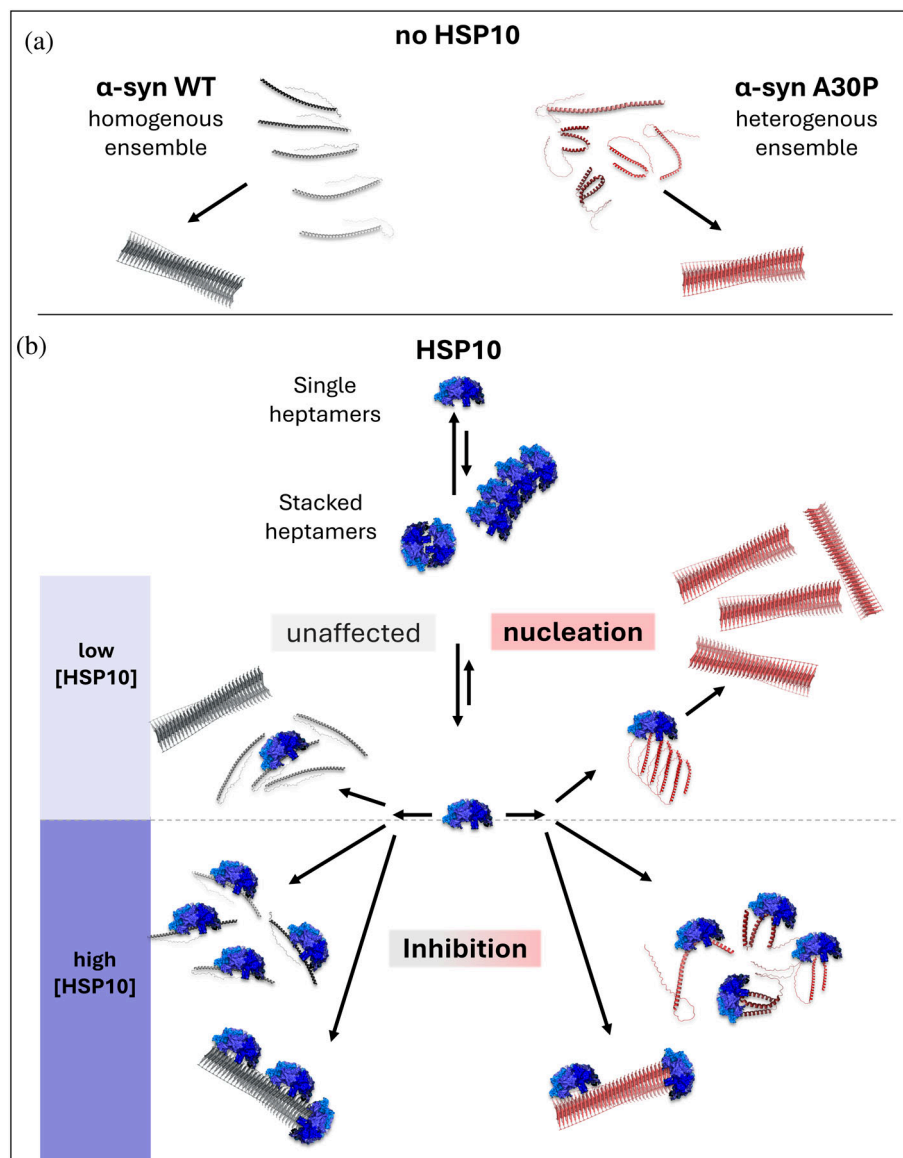 (a)
no HSP10
α-syn WT
homogenous
ensemble
α-syn A30P
heterogenous
ensemble
(b)
HSP10
Single
heptamers
Stacked
heptamers
unaffected
nucleation
low
[HSP10]
high
[HSP10]
Inhibition